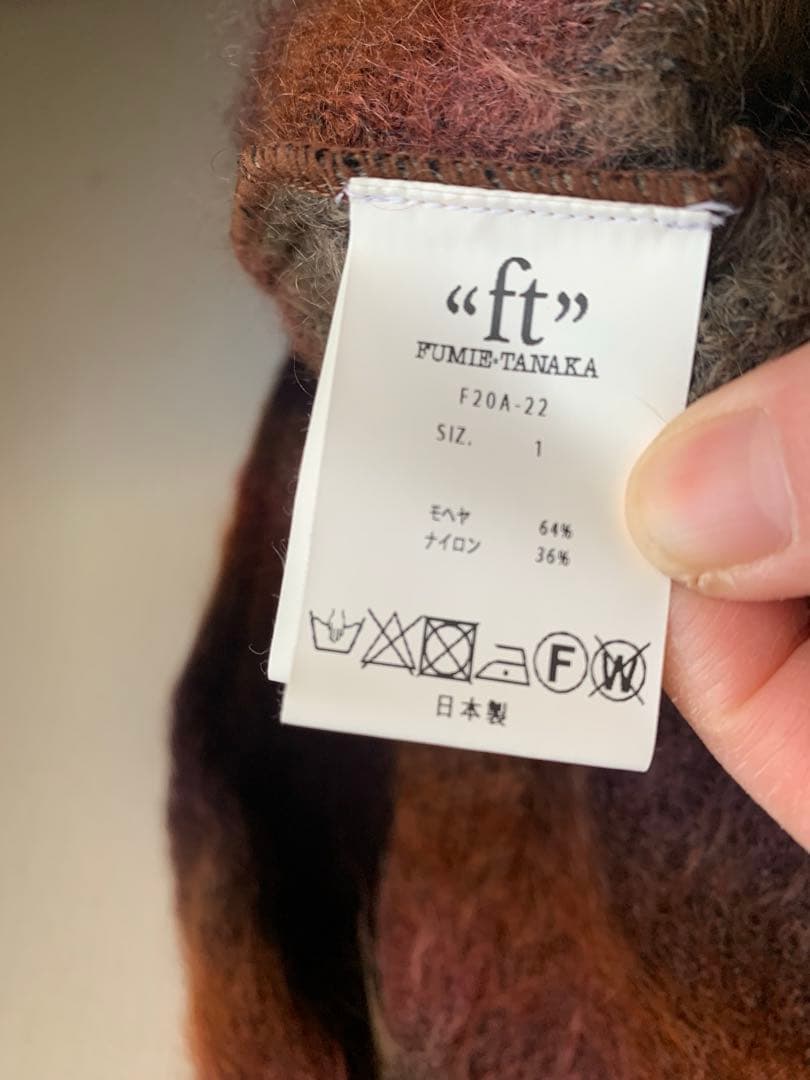 “ft”
FUMIE·TANAKA
F20A-22
SIZ. 1
モヘヤ 64%
ナイロン 36%
F W
日本製